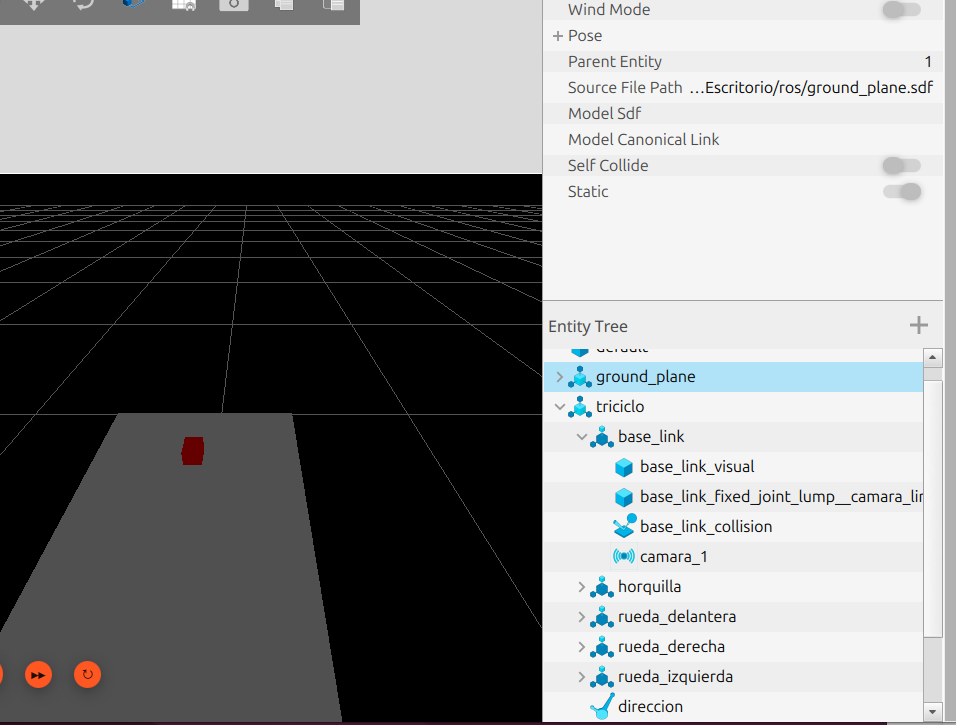 Wind Mode
Pose
Parent Entity 1
Source File Path ...Escritorio/ros/ground_plane.sdf
Model Sdf
Model Canonical Link
Self Collide
Static
Entity Tree
default
ground_plane
triciclo
base_link
base_link_visual
base_link_fixed_joint_lump__camara_lin
base_link_collision
camara_1
horquilla
rueda_delantera
rueda_derecha
rueda_izquierda
direccion